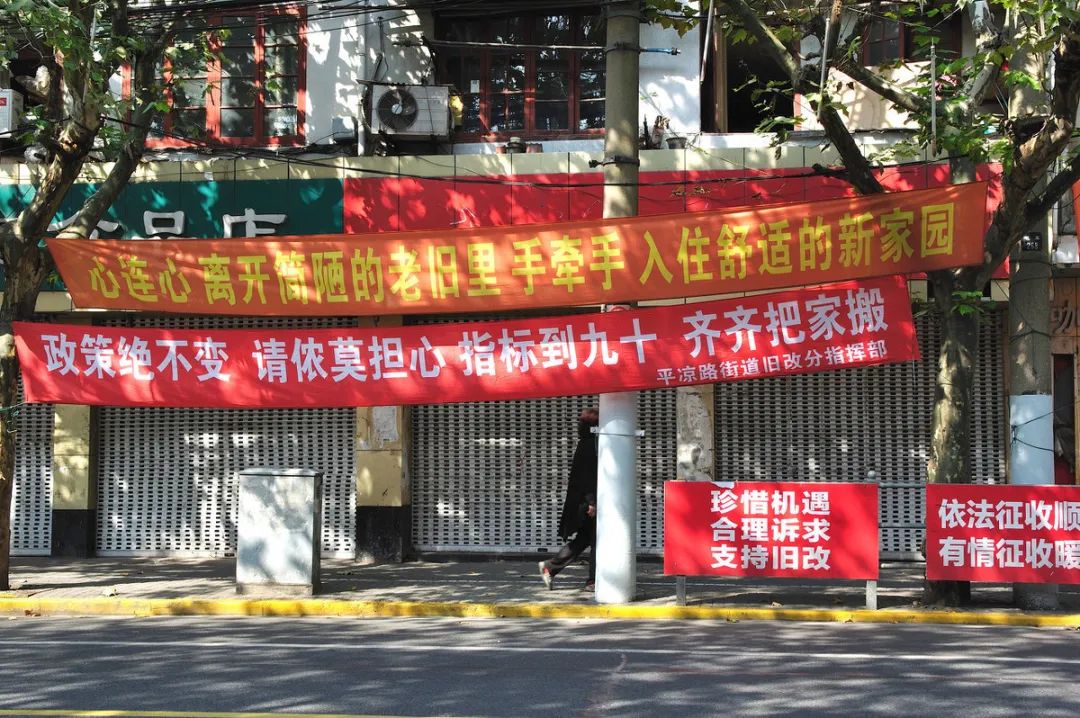 食品店
心连心 离开简陋的老旧里 手牵手 入住舒适的新家园
政策绝不变 请侬莫担心 指标到九十 齐齐把家搬
平凉路街道旧改分指挥部
珍惜机遇
合理诉求
支持旧改
依法征收顺
有情征收暖